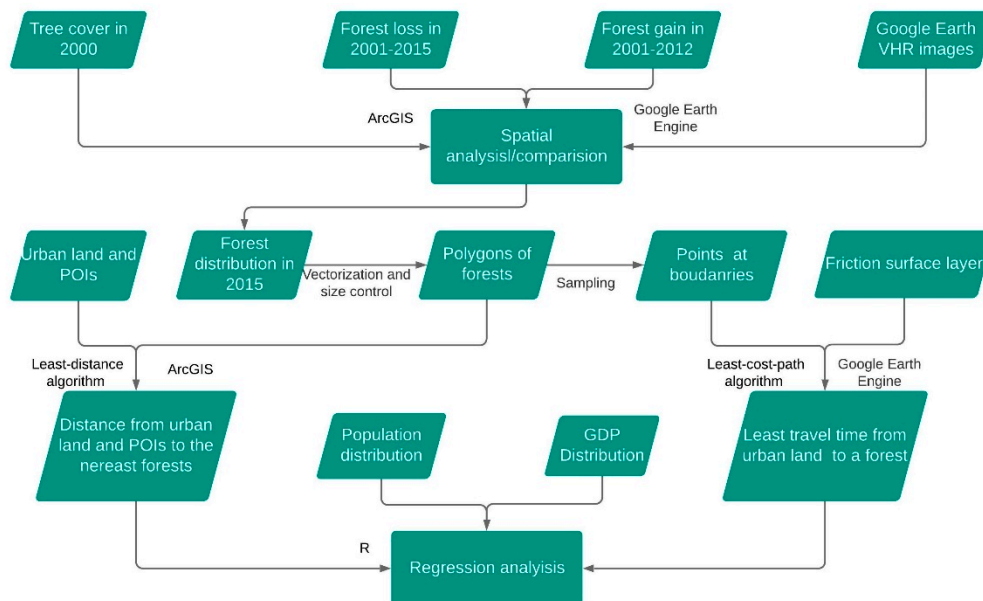 Tree cover in
2000
Forest loss in
2001-2015
Forest gain in
2001-2012
Google Earth
VHR images
ArcGIS
Google Earth
Engine
Spatial
analysisl/comparision
Urban land and
POIs
Forest
distribution in
2015
Vectorization and
size control
Polygons of
forests
Sampling
Points at
boudanries
Friction surface layer
Least-distance
algorithm
ArcGIS
Least-cost-path
algorithm
Google Earth
Engine
Distance from urban
land and POIs to the
nereast forests
Population
distribution
GDP
Distribution
Least travel time from
urban land to a forest
R
Regression analyisis